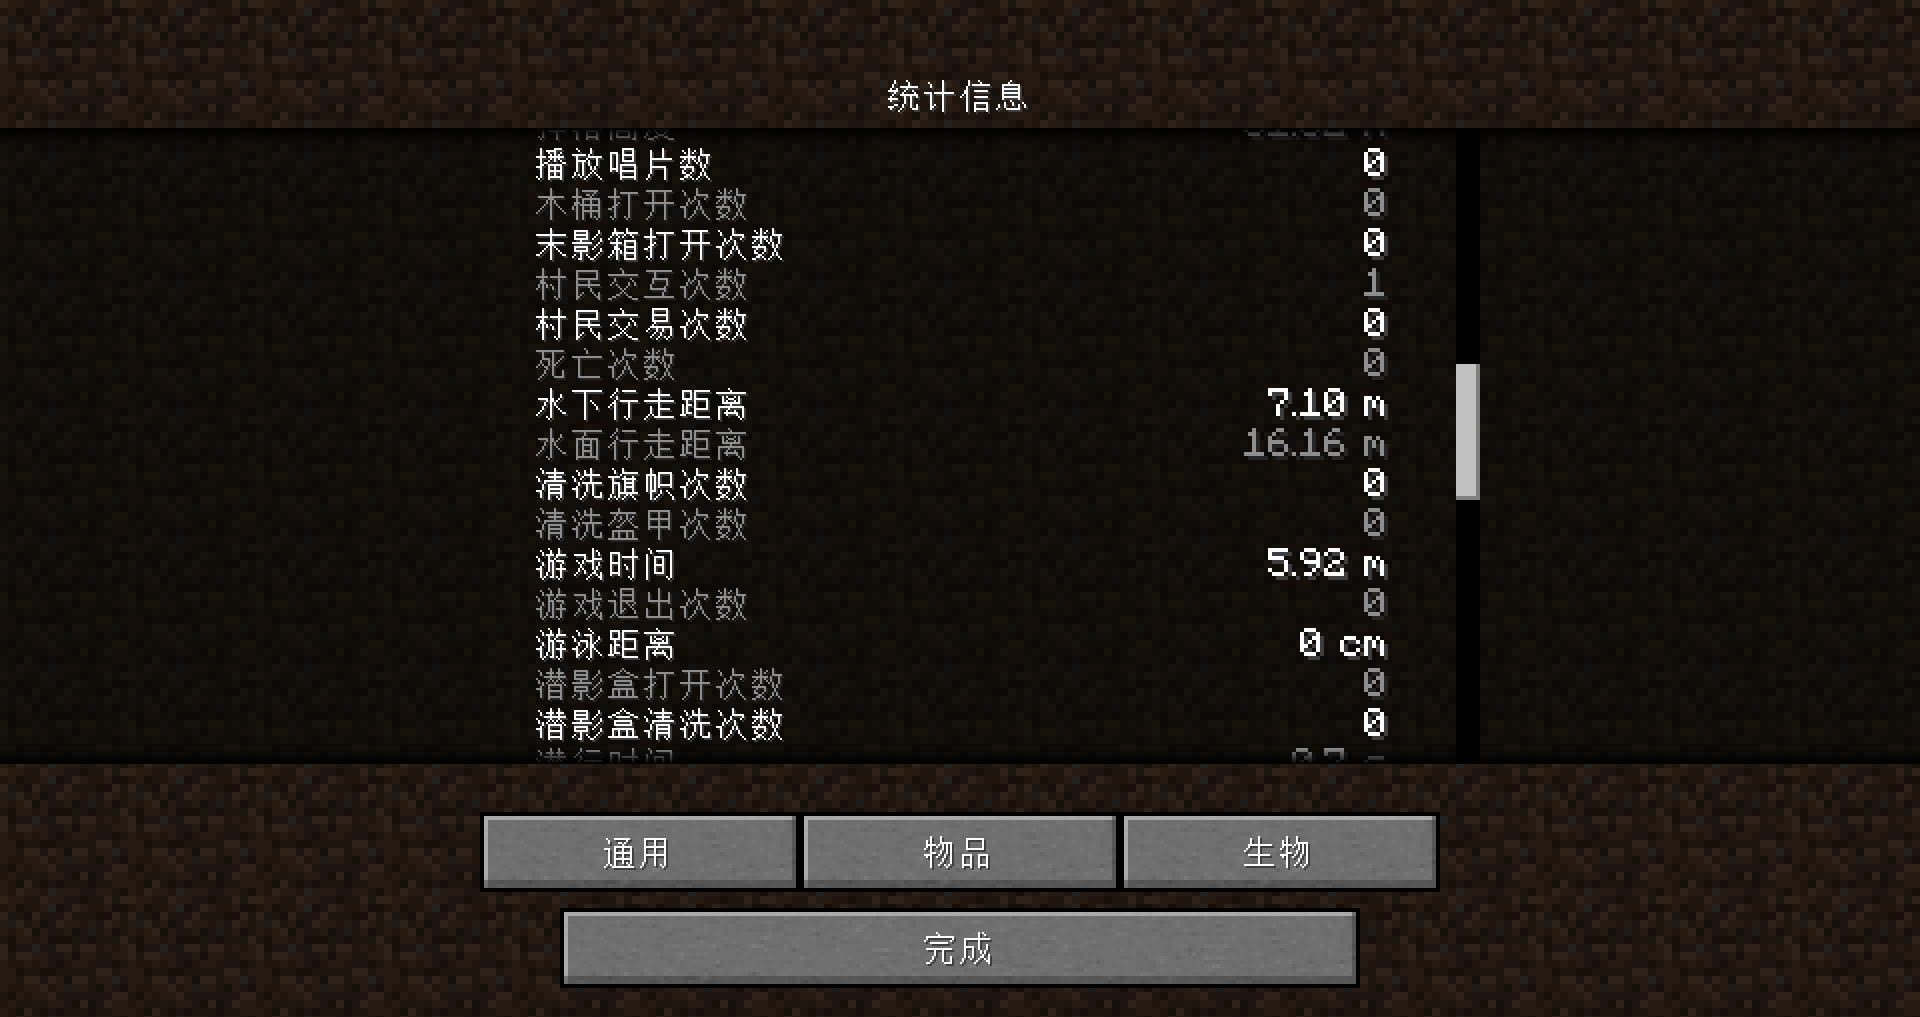 统计信息
播放唱片数 0
木桶打开次数 0
末影箱打开次数 0
村民交互次数 1
村民交易次数 0
死亡次数 0
水下行走距离 7.10 m
水面行走距离 16.16 m
清洗旗帜次数 0
清洗盔甲次数 0
游戏时间 5.92 m
游戏退出次数 0
游泳距离 0 cm
潜影盒打开次数 0
潜影盒清洗次数 0
通用 物品 生物
完成